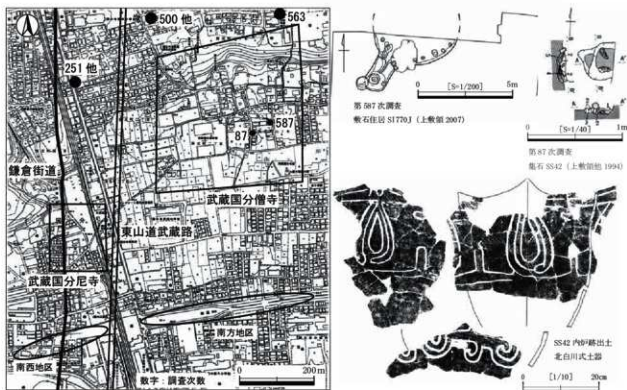 500 他
563
251 他
587
87
鎌倉街道
武蔵国分僧寺
東山道武蔵路
武蔵国分尼寺
南方地区
南西地区
数字：調査次数
0 200m
0 [S=1/200] 5m
第 587 次調査
敷石住居 SI770J（上敷領 2007）
0 [S=1/40] 1m
第 87 次調査
集石 SS42（上敷領他 1994）
SS42 内炉跡出土
北白川式土器
0 [1/10] 20cm